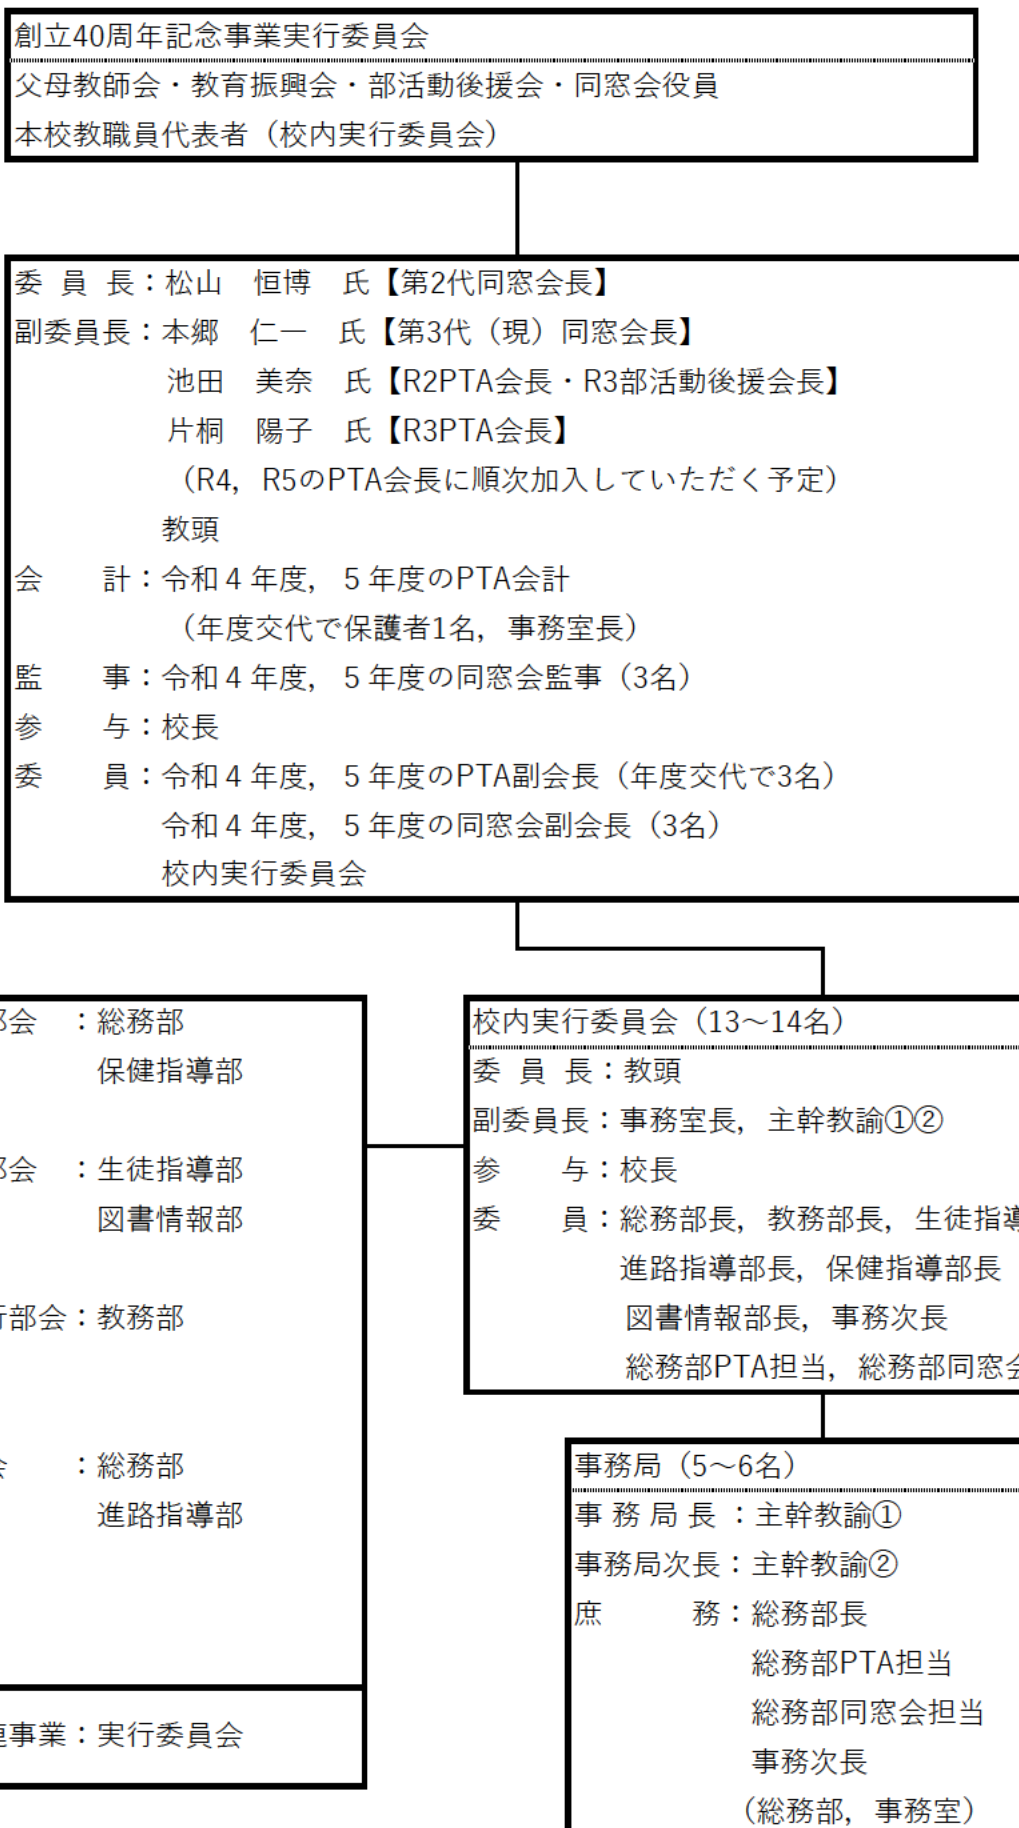 創立40周年記念事業実行委員会
父母教師会・教育振興会・部活動後援会・同窓会役員
本校教職員代表者（校内実行委員会）
委 員 長：松山　恒博　氏【第2代同窓会長】
副委員長：本郷　仁一　氏【第3代（現）同窓会長】
池田　美奈　氏【R2PTA会長・R3部活動後援会長】
片桐　陽子　氏【R3PTA会長】
（R4，R5のPTA会長に順次加入していただく予定）
教頭
会　　計：令和４年度，５年度のPTA会計
（年度交代で保護者1名，事務室長）
監　　事：令和４年度，５年度の同窓会監事（3名）
参　　与：校長
委　　員：令和４年度，５年度のPTA副会長（年度交代で3名）
令和４年度，５年度の同窓会副会長（3名）
校内実行委員会
部会　：総務部
保健指導部
部会　：生徒指導部
図書情報部
行部会：教務部
会　　：総務部
進路指導部
連事業：実行委員会
校内実行委員会（13～14名）
委 員 長：教頭
副委員長：事務室長，主幹教諭①②
参　　与：校長
委　　員：総務部長，教務部長，生徒指導
進路指導部長，保健指導部長
図書情報部長，事務次長
総務部PTA担当，総務部同窓会
事務局（5～6名）
事 務 局 長 ：主幹教諭①
事務局次長：主幹教諭②
庶　　　務：総務部長
総務部PTA担当
総務部同窓会担当
事務次長
（総務部，事務室）